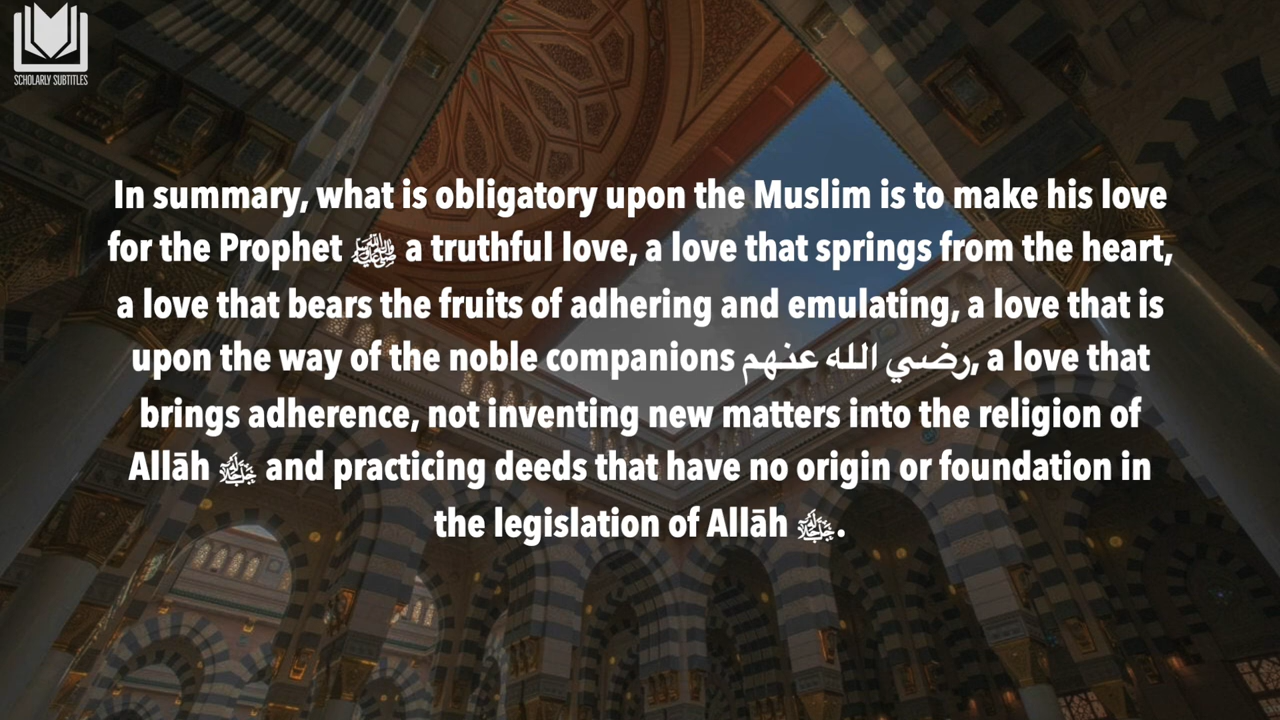 SCHOLARLY SUBTITLES
In summary, what is obligatory upon the Muslim is to make his love
for the Prophet ﷺ a truthful love, a love that springs from the heart,
a love that bears the fruits of adhering and emulating, a love that is
upon the way of the noble companions رضي الله عنهم, a love that
brings adherence, not inventing new matters into the religion of
Allāh ﷻ and practicing deeds that have no origin or foundation in
the legislation of Allāh ﷻ.